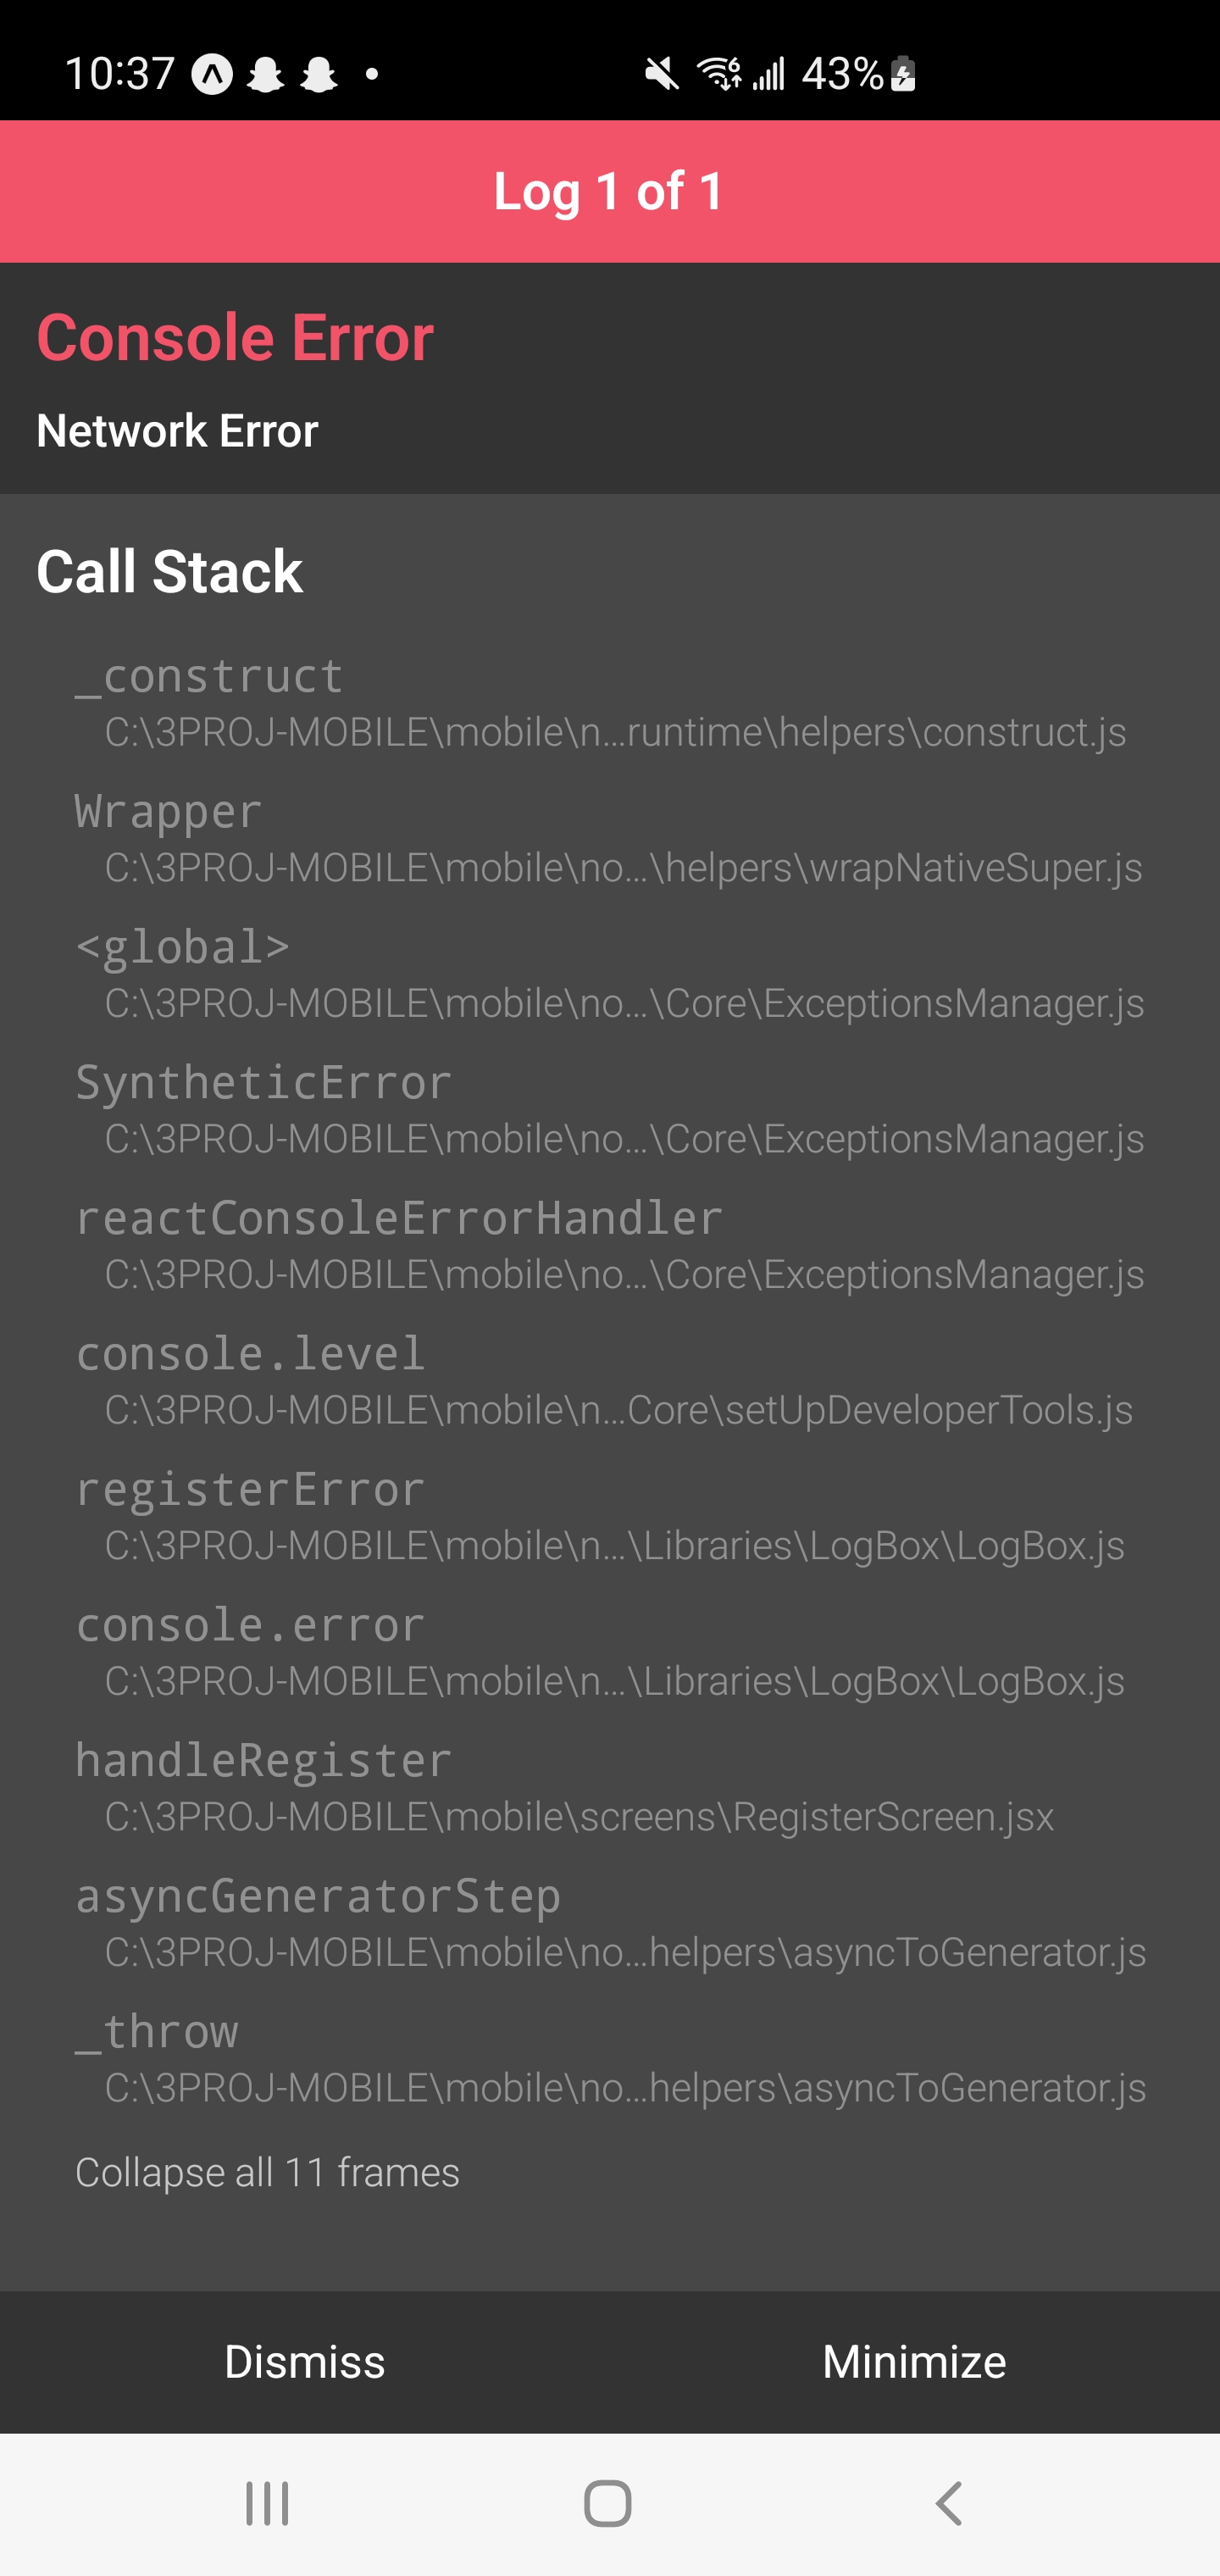 10:37 43%
Log 1 of 1
Console Error
Network Error
Call Stack
_construct
C:\3PROJ-MOBILE\mobile\n...runtime\helpers\construct.js
Wrapper
C:\3PROJ-MOBILE\mobile\no...\helpers\wrapNativeSuper.js
<global>
C:\3PROJ-MOBILE\mobile\no...\Core\ExceptionsManager.js
SyntheticError
C:\3PROJ-MOBILE\mobile\no...\Core\ExceptionsManager.js
reactConsoleErrorHandler
C:\3PROJ-MOBILE\mobile\no...\Core\ExceptionsManager.js
console.level
C:\3PROJ-MOBILE\mobile\n...Core\setUpDeveloperTools.js
registerError
C:\3PROJ-MOBILE\mobile\n...\Libraries\LogBox\LogBox.js
console.error
C:\3PROJ-MOBILE\mobile\n...\Libraries\LogBox\LogBox.js
handleRegister
C:\3PROJ-MOBILE\mobile\screens\RegisterScreen.jsx
asyncGeneratorStep
C:\3PROJ-MOBILE\mobile\no...helpers\asyncToGenerator.js
_throw
C:\3PROJ-MOBILE\mobile\no...helpers\asyncToGenerator.js
Collapse all 11 frames
Dismiss Minimize